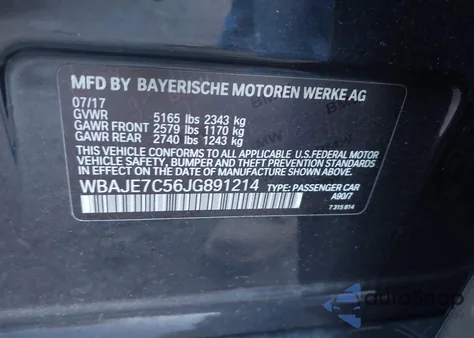 MFD BY BAYERISCHE MOTOREN WERKE AG
07/17
GVWR 5165 lbs 2343 kg
GAWR FRONT 2579 lbs 1170 kg
GAWR REAR 2740 lbs 1243 kg
THIS VEHICLE CONFORMS TO ALL APPLICABLE U.S.FEDERAL MOTOR
VEHICLE SAFETY, BUMPER, AND THEFT PREVENTION STANDARDS
IN EFFECT ON THE DATE OF MANUFACTURE SHOWN ABOVE.
WBAJE7C56JG891214 TYPE: PASSENGER CAR
A90/7
7 315 814
autosnap